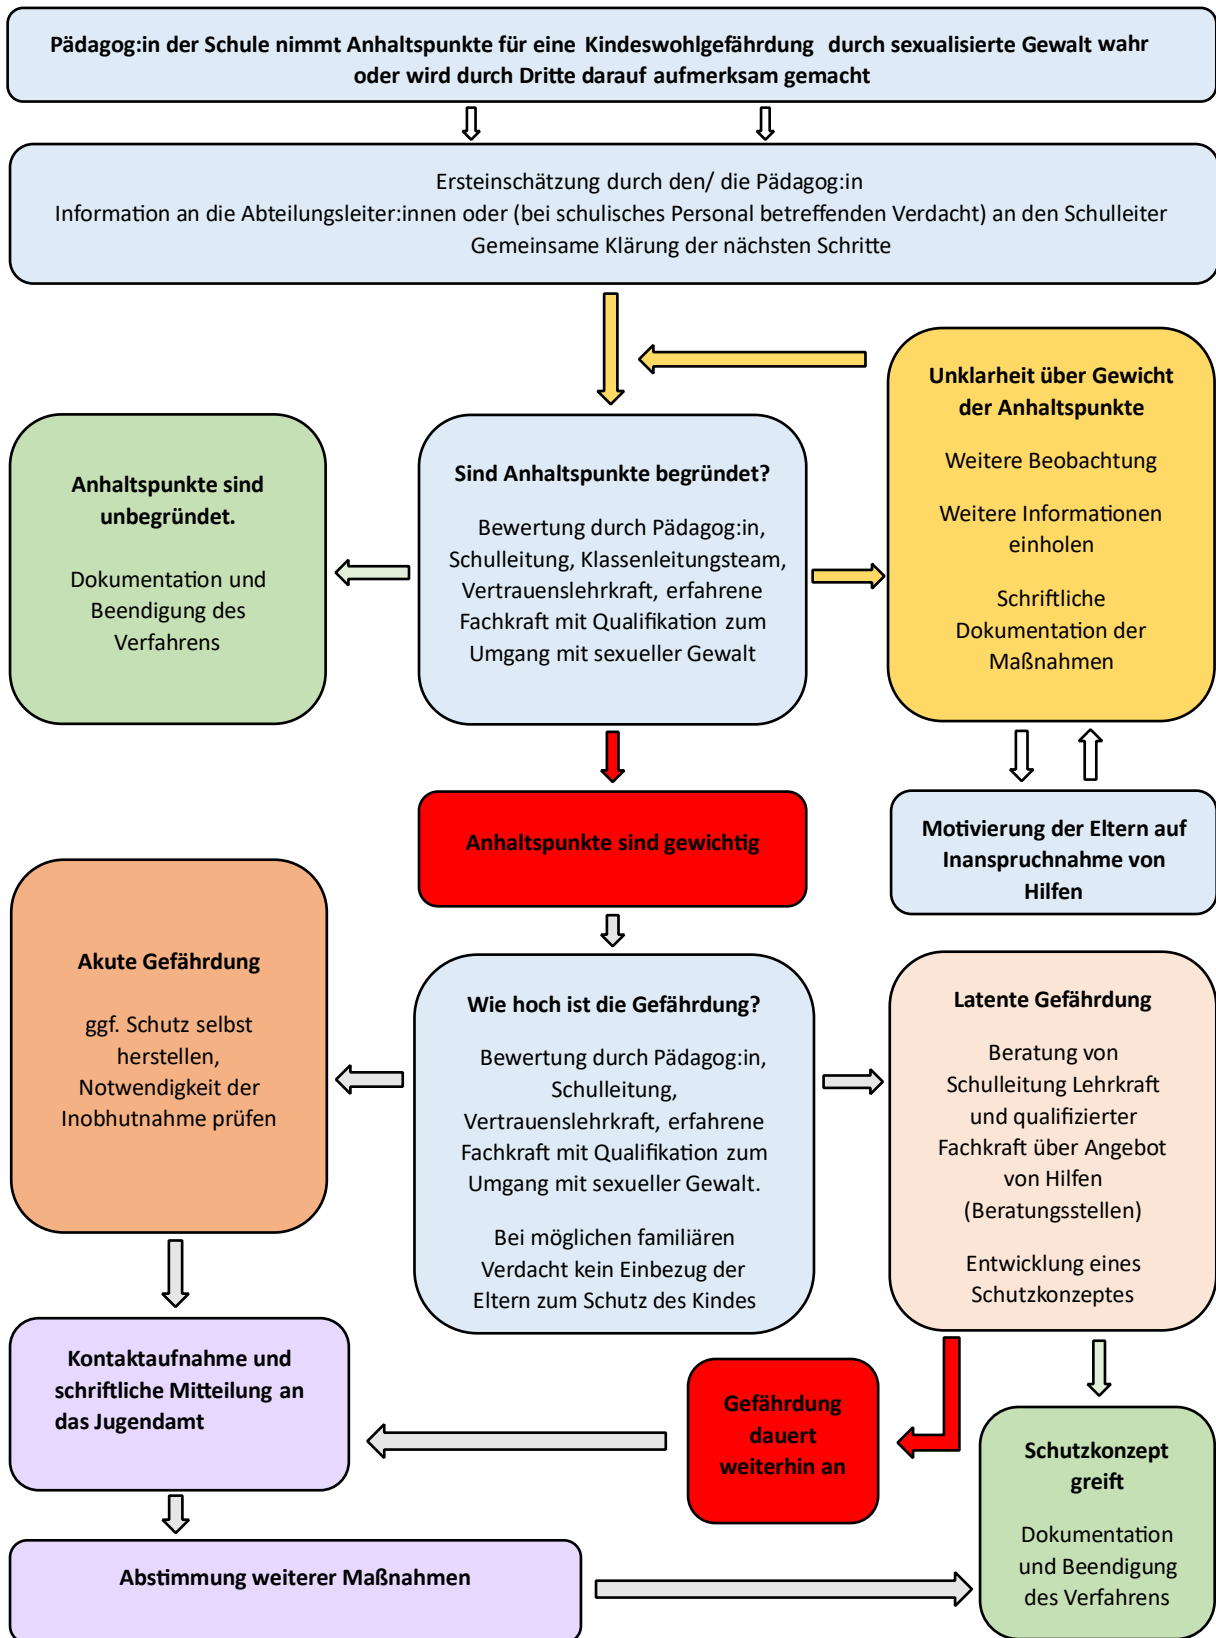 Pädagog:in der Schule nimmt Anhaltspunkte für eine Kindeswohlgefährdung durch sexualisierte Gewalt wahr
oder wird durch Dritte darauf aufmerksam gemacht
Ersteinschätzung durch den/ die Pädagog:in
Information an die Abteilungsleiter:innen oder (bei schulisches Personal betreffenden Verdacht) an den Schulleiter
Gemeinsame Klärung der nächsten Schritte
Anhaltspunkte sind
unbegründet.
Dokumentation und
Beendigung des
Verfahrens
Sind Anhaltspunkte begründet?
Bewertung durch Pädagog:in,
Schulleitung, Klassenleitungsteam,
Vertrauenslehrkraft, erfahrene
Fachkraft mit Qualifikation zum
Umgang mit sexueller Gewalt
Unklarheit über Gewicht
der Anhaltspunkte
Weitere Beobachtung
Weitere Informationen
einholen
Schriftliche
Dokumentation der
Maßnahmen
Anhaltspunkte sind gewichtig
Motivierung der Eltern auf
Inanspruchnahme von
Hilfen
Akute Gefährdung
ggf. Schutz selbst
herstellen,
Notwendigkeit der
Inobhutnahme prüfen
Wie hoch ist die Gefährdung?
Bewertung durch Pädagog:in,
Schulleitung,
Vertrauenslehrkraft, erfahrene
Fachkraft mit Qualifikation zum
Umgang mit sexueller Gewalt.
Bei möglichen familiären
Verdacht kein Einbezug der
Eltern zum Schutz des Kindes
Latente Gefährdung
Beratung von
Schulleitung Lehrkraft
und qualifizierter
Fachkraft über Angebot
von Hilfen
(Beratungsstellen)
Entwicklung eines
Schutzkonzeptes
Kontaktaufnahme und
schriftliche Mitteilung an
das Jugendamt
Gefährdung
dauert
weiterhin an
Schutzkonzept
greift
Dokumentation
und Beendigung
des Verfahrens
Abstimmung weiterer Maßnahmen